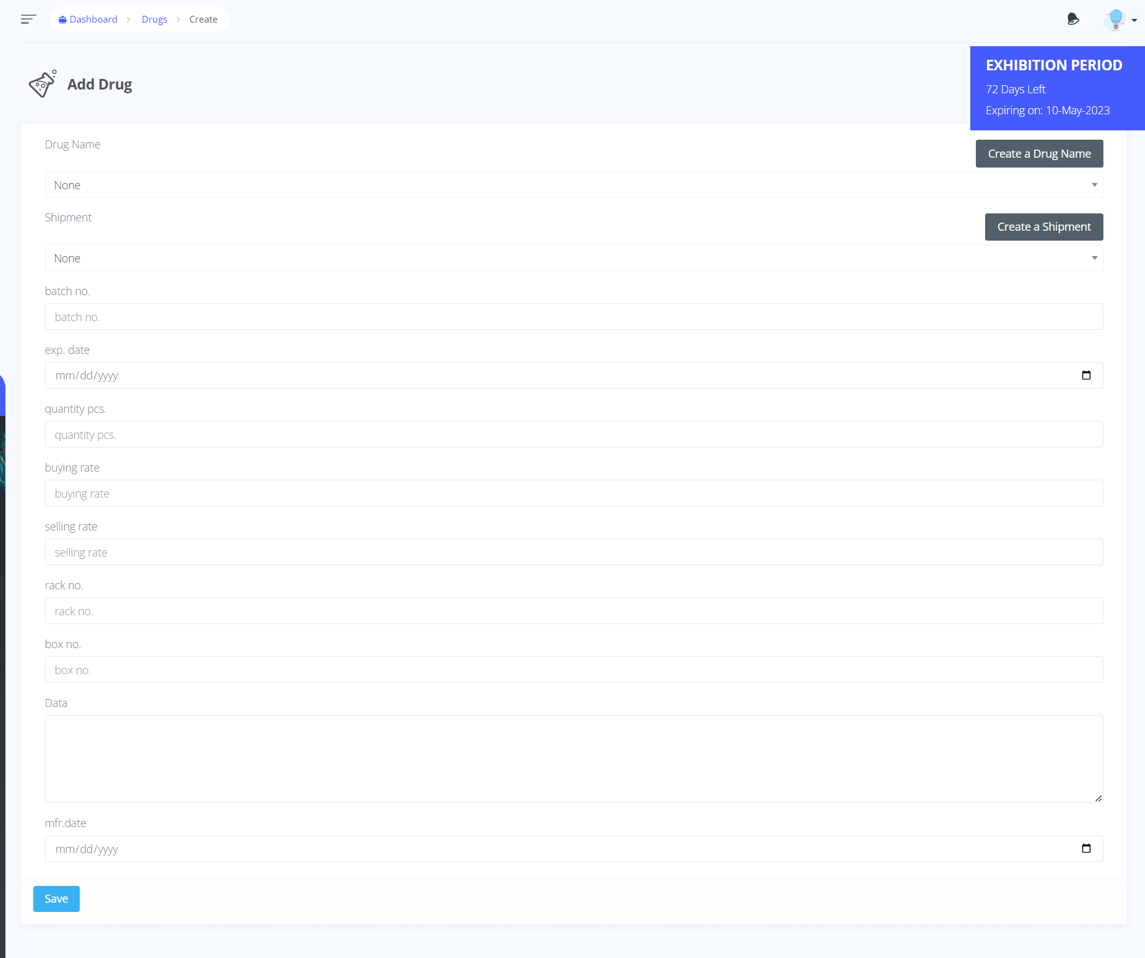 Dashboard > Drugs > Create
EXHIBITION PERIOD
72 Days Left
Expiring on: 10-May-2023
Add Drug
Drug Name
Create a Drug Name
None
Shipment
Create a Shipment
None
batch no.
batch no.
exp. date
mm/dd/yyyy
quantity pcs.
quantity pcs.
buying rate
buying rate
selling rate
selling rate
rack no.
rack no.
box no.
box no.
Data
mfr.date
mm/dd/yyyy
Save